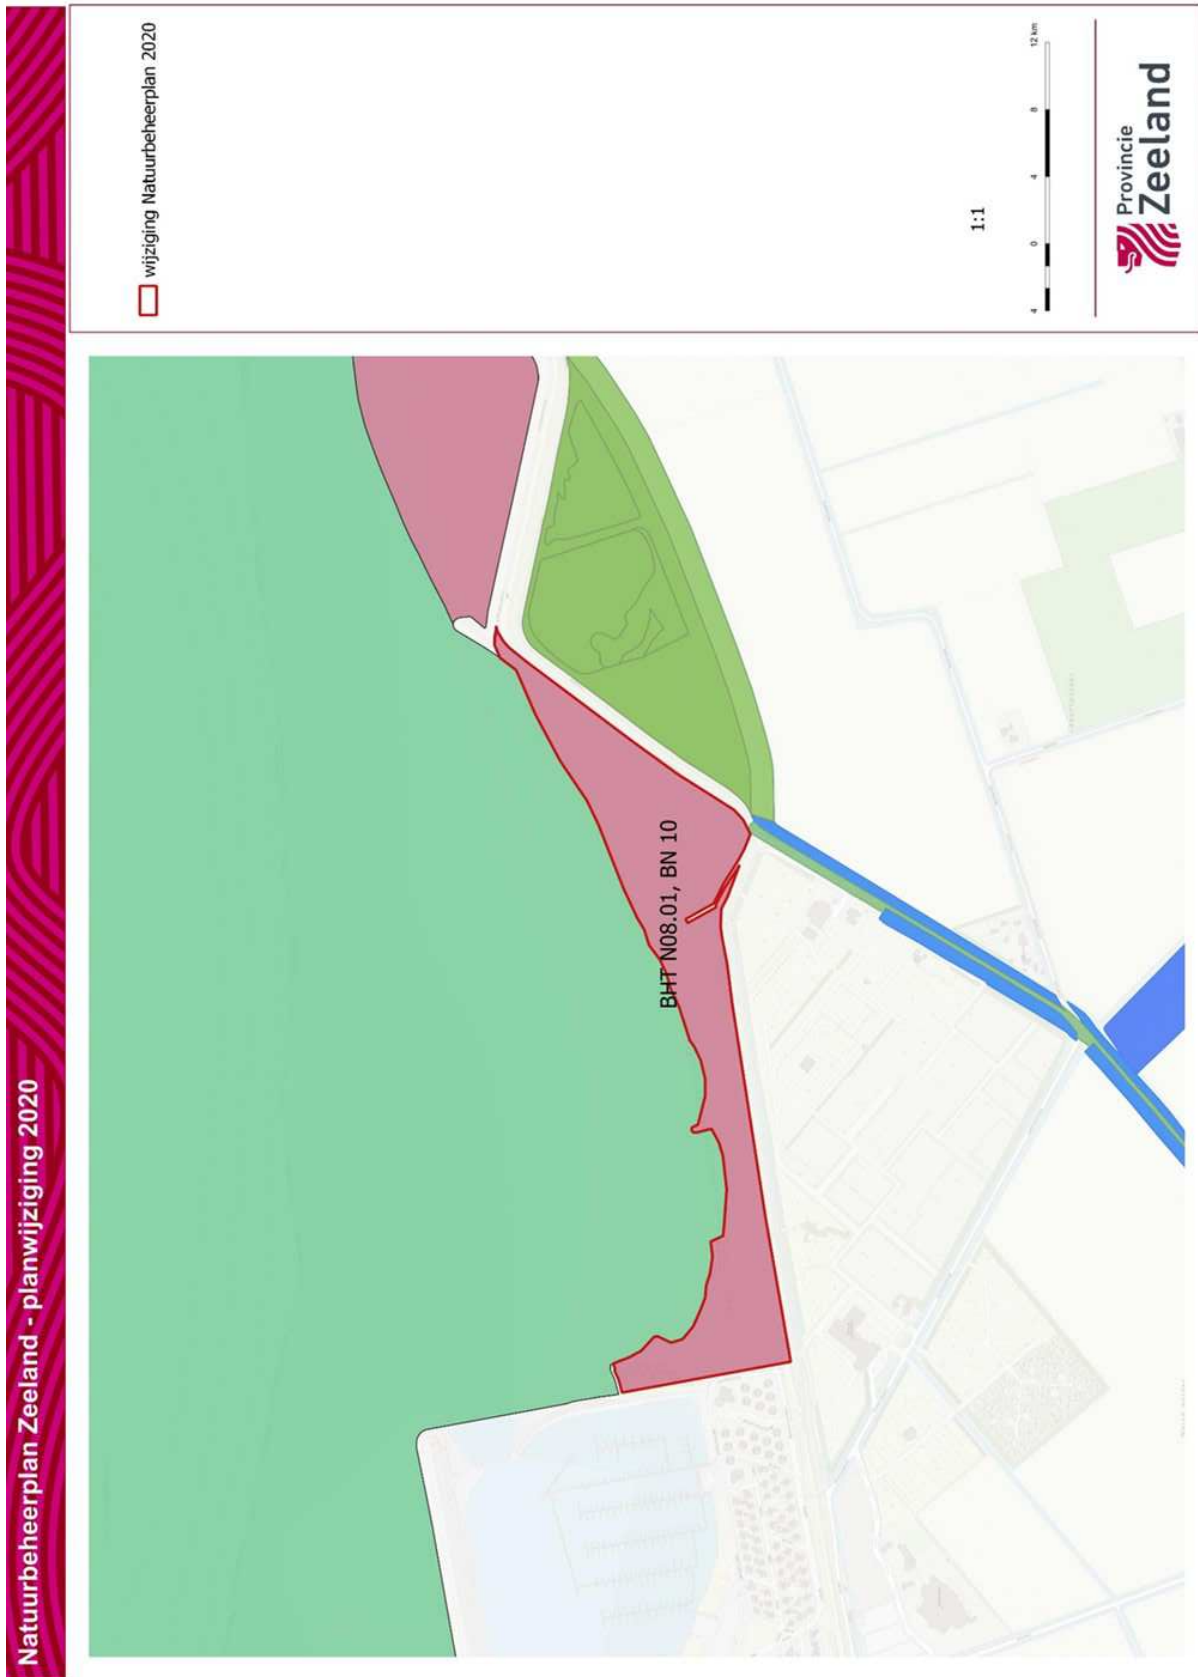 Natuurbeheerplan Zeeland - planwijziging 2020
wijziging Natuurbeheerplan 2020
BHT N08.01, BN 10
1:1
4 0 4 8 12 km
Provincie
Zeeland